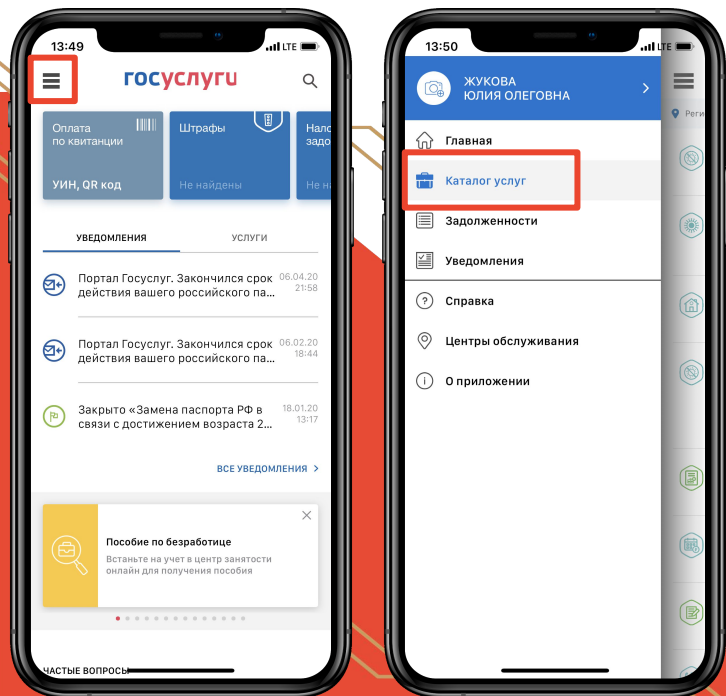 13:49
LTE
госуслуги
Оплата
по квитанции
УИН, QR код
Штрафы
Не найдены
Нало
задо
Не н
УВЕДОМЛЕНИЯ
УСЛУГИ
Портал Госуслуг. Закончился срок
действия вашего российского па...
06.04.20
21:58
Портал Госуслуг. Закончился срок
действия вашего российского па...
06.02.20
18:44
Закрыто «Замена паспорта РФ в
связи с достижением возраста 2...
18.01.20
13:17
ВСЕ УВЕДОМЛЕНИЯ >
Пособие по безработице
Встаньте на учет в центр занятости
онлайн для получения пособия
ЧАСТЫЕ ВОПРОСЫ
13:50
LTE
ЖУКОВА
ЮЛИЯ ОЛЕГОВНА
Главная
Каталог услуг
Задолженности
Уведомления
Справка
Центры обслуживания
О приложении
Реги